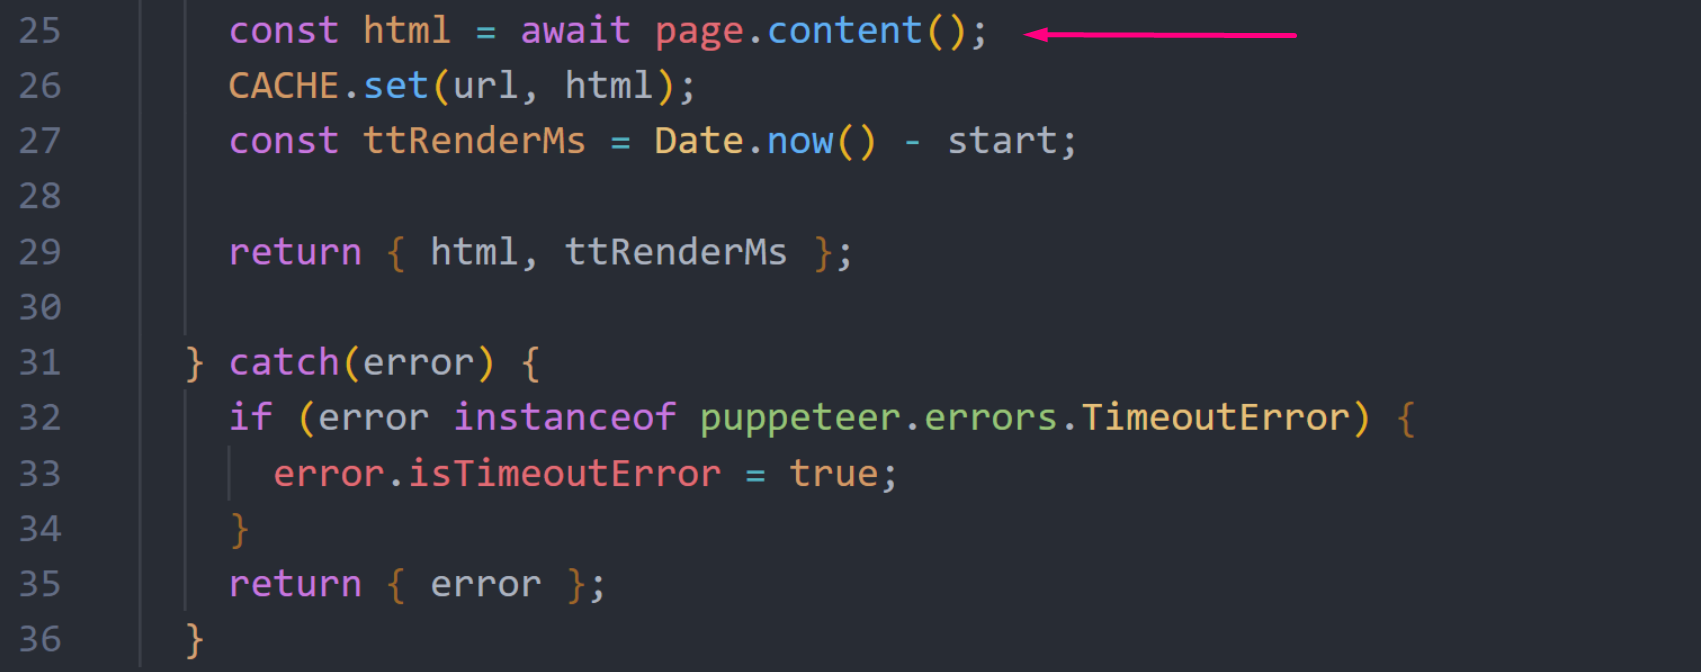 25 const html = await page.content();
26 CACHE.set(url, html);
27 const ttRenderMs = Date.now() - start;
28
29 return { html, ttRenderMs };
30
31 } catch(error) {
32 if (error instanceof puppeteer.errors.TimeoutError) {
33 error.isTimeoutError = true;
34 }
35 return { error };
36 }